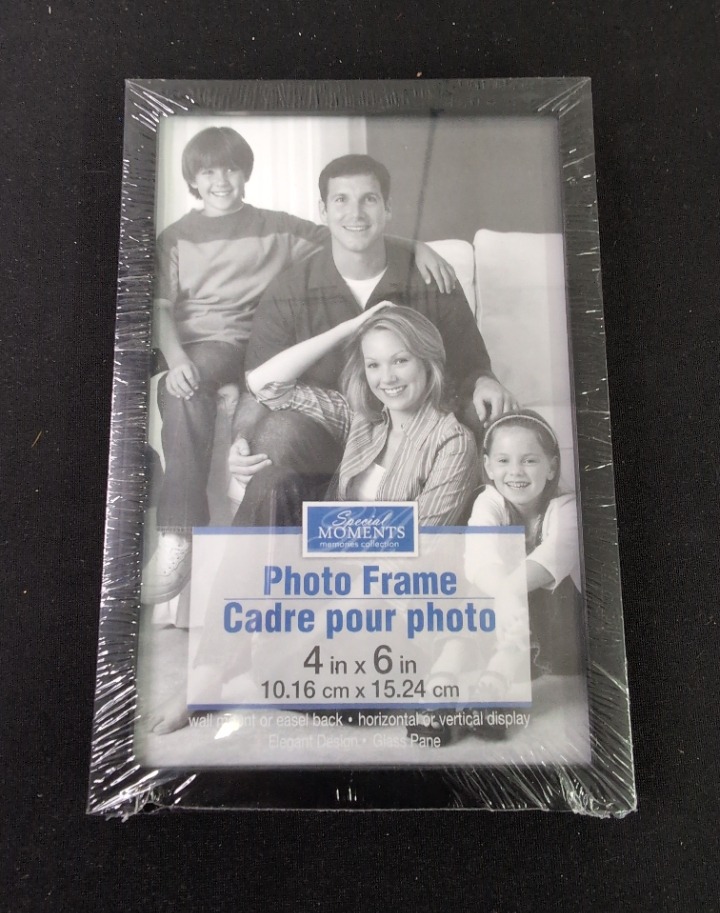 Special
MOMENTS
memories collection
Photo Frame
Cadre pour photo
4 in x 6 in
10.16 cm x 15.24 cm
wall mount or easel back • horizontal or vertical display
Elegant Design • Glass Pane